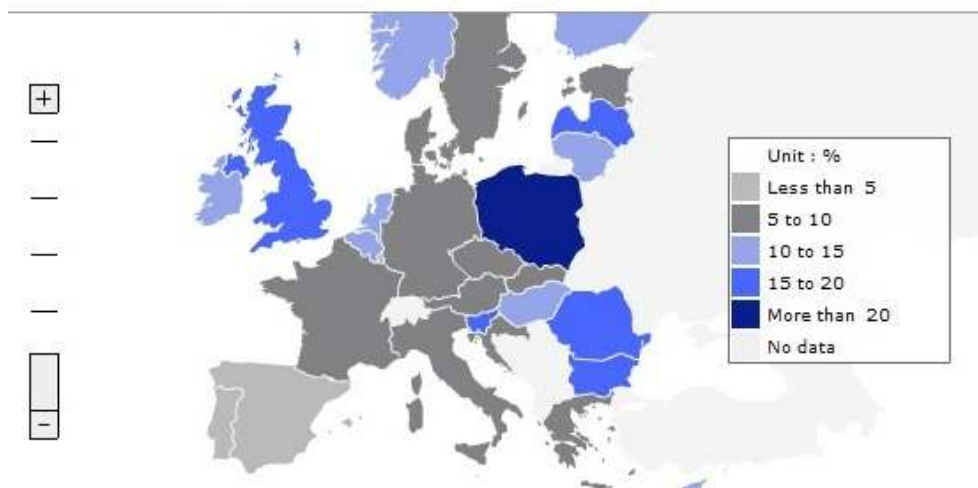 +
−
Unit : %
Less than 5
5 to 10
10 to 15
15 to 20
More than 20
No data